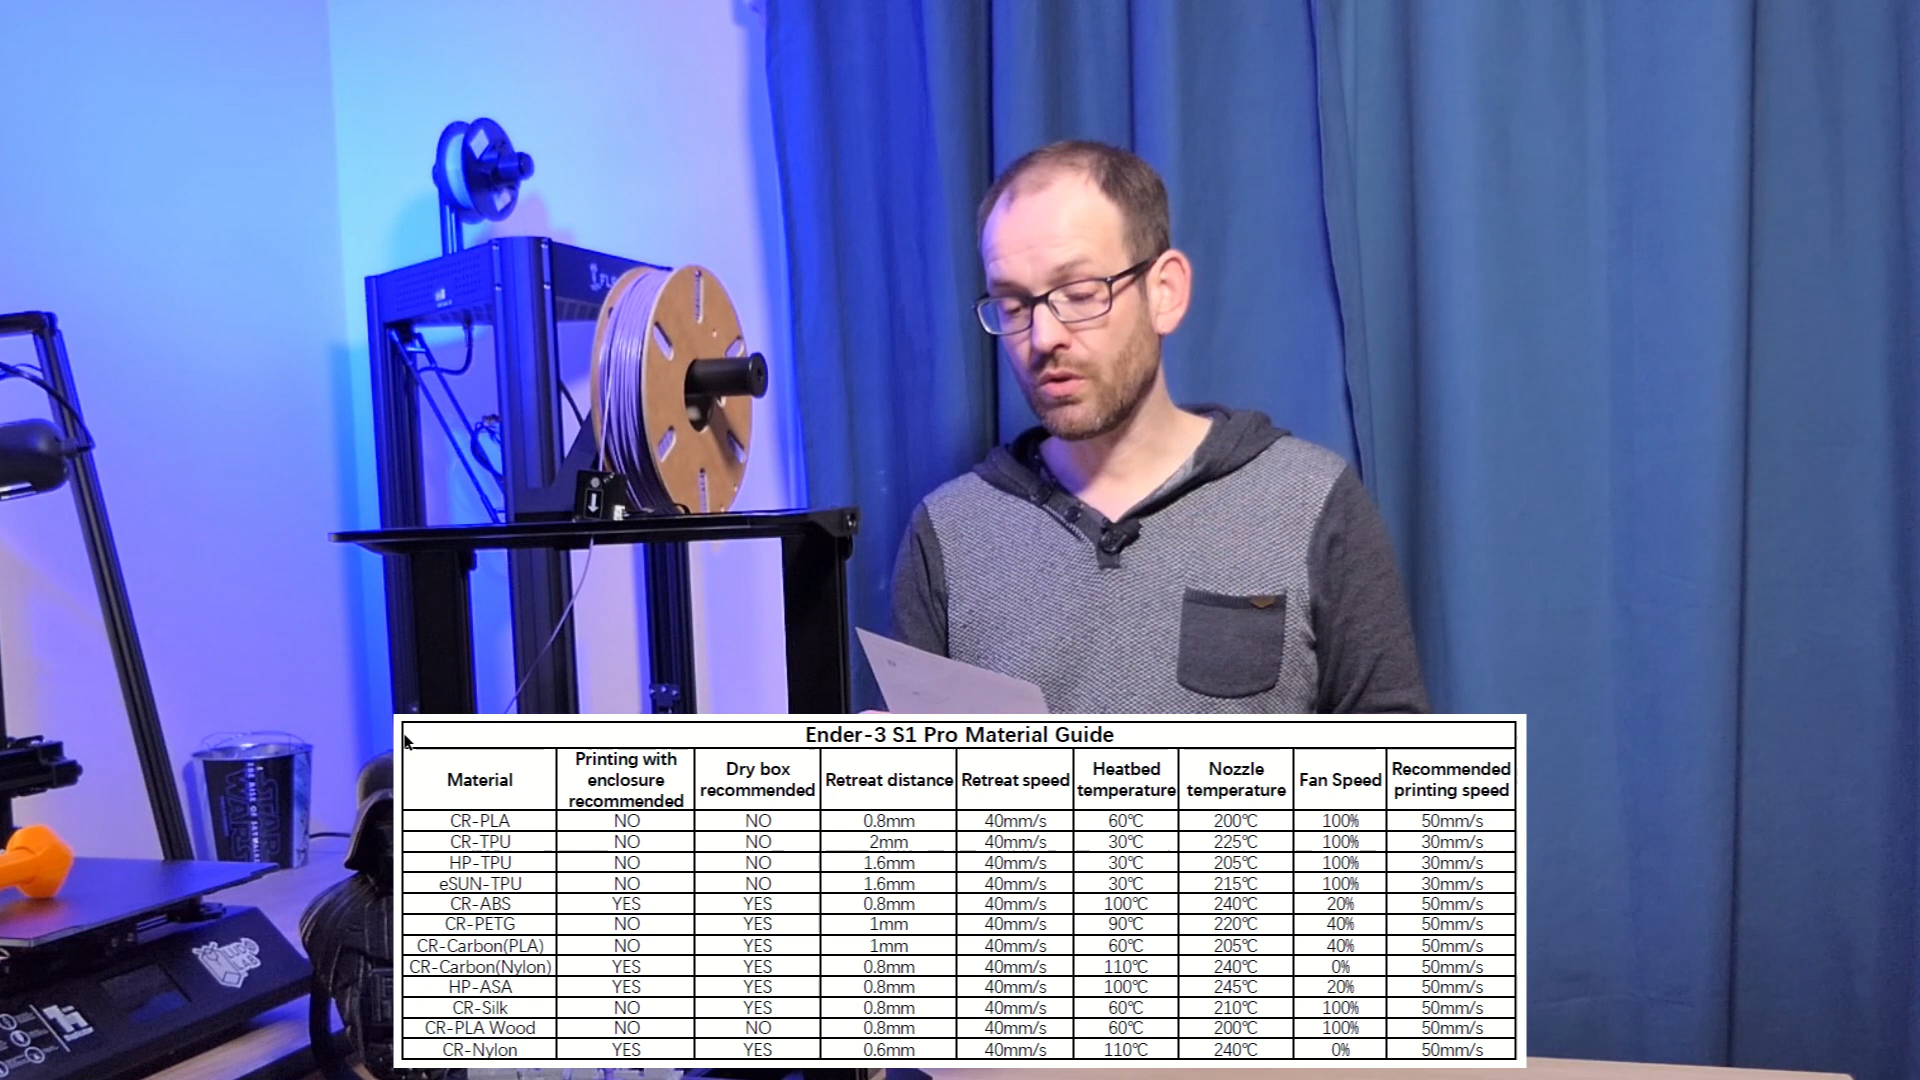 Ender-3 S1 Pro Material Guide
Material | Printing with enclosure recommended | Dry box recommended | Retreat distance | Retreat speed | Heatbed temperature | Nozzle temperature | Fan Speed | Recommended printing speed
CR-PLA | NO | NO | 0.8mm | 40mm/s | 60℃ | 200℃ | 100% | 50mm/s
CR-TPU | NO | NO | 2mm | 40mm/s | 30℃ | 225℃ | 100% | 30mm/s
HP-TPU | NO | NO | 1.6mm | 40mm/s | 30℃ | 205℃ | 100% | 30mm/s
eSUN-TPU | NO | NO | 1.6mm | 40mm/s | 30℃ | 215℃ | 100% | 30mm/s
CR-ABS | YES | YES | 0.8mm | 40mm/s | 100℃ | 240℃ | 20% | 50mm/s
CR-PETG | NO | YES | 1mm | 40mm/s | 90℃ | 220℃ | 40% | 50mm/s
CR-Carbon(PLA) | NO | YES | 1mm | 40mm/s | 60℃ | 205℃ | 40% | 50mm/s
CR-Carbon(Nylon) | YES | YES | 0.8mm | 40mm/s | 110℃ | 240℃ | 0% | 50mm/s
HP-ASA | YES | YES | 0.8mm | 40mm/s | 100℃ | 245℃ | 20% | 50mm/s
CR-Silk | NO | YES | 0.8mm | 40mm/s | 60℃ | 210℃ | 100% | 50mm/s
CR-PLA Wood | NO | NO | 0.8mm | 40mm/s | 60℃ | 200℃ | 100% | 50mm/s
CR-Nylon | YES | YES | 0.6mm | 40mm/s | 110℃ | 240℃ | 0% | 50mm/s
STAR
WARS